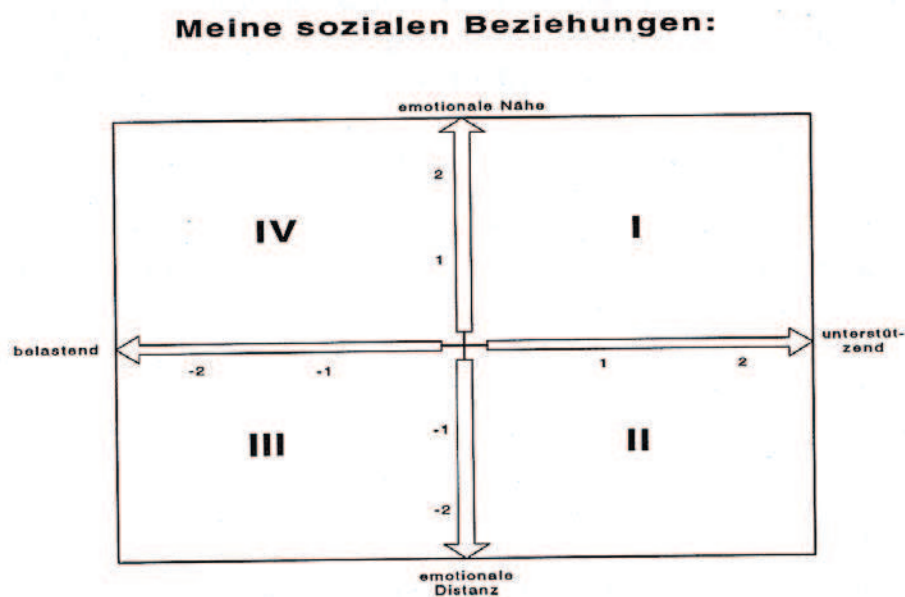 Meine sozialen Beziehungen:
emotionale Nähe
2
IV
I
1
belastend
unterstüt-
zend
-2
-1
1
2
-1
III
II
-2
emotionale
Distanz